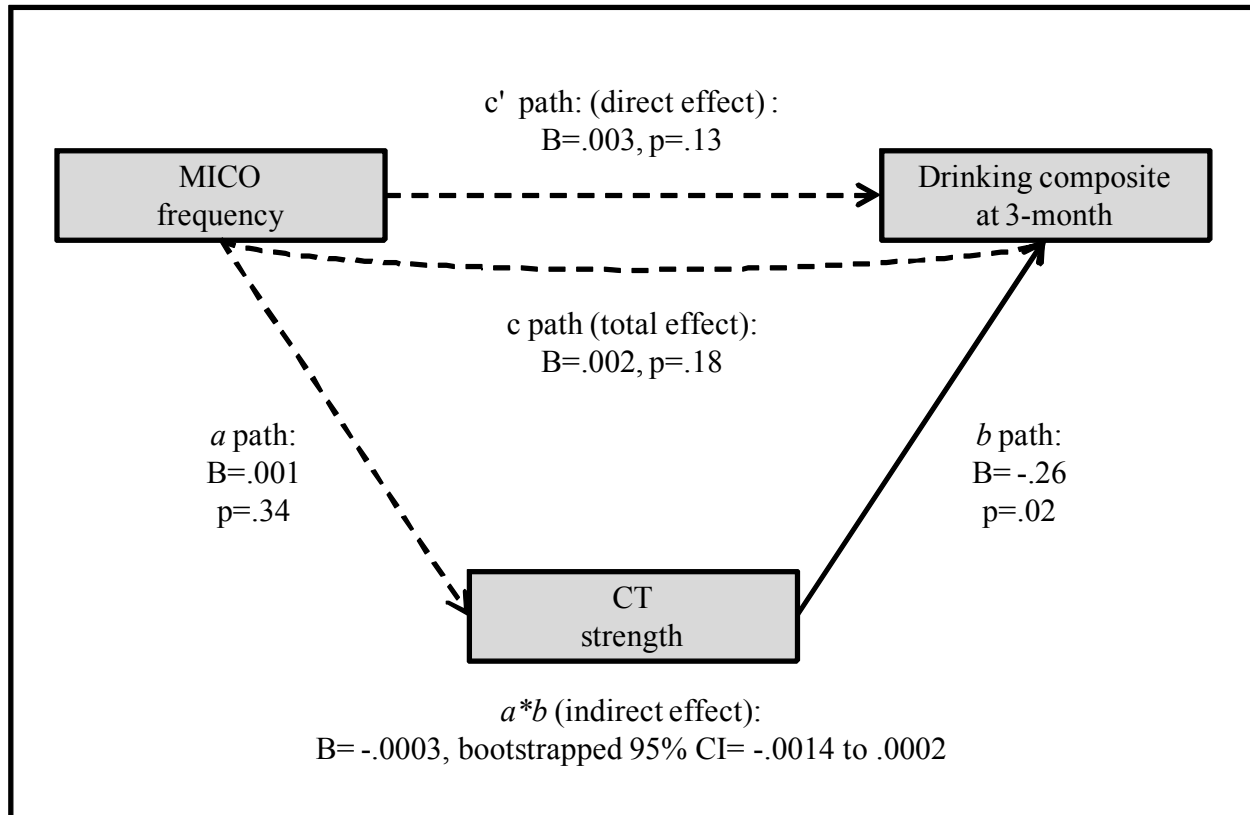 c' path: (direct effect) :
B=.003, p=.13
MICO
frequency
Drinking composite
at 3-month
c path (total effect):
B=.002, p=.18
a path:
B=.001
p=.34
b path:
B= -.26
p=.02
CT
strength
a*b (indirect effect):
B= -.0003, bootstrapped 95% CI= -.0014 to .0002